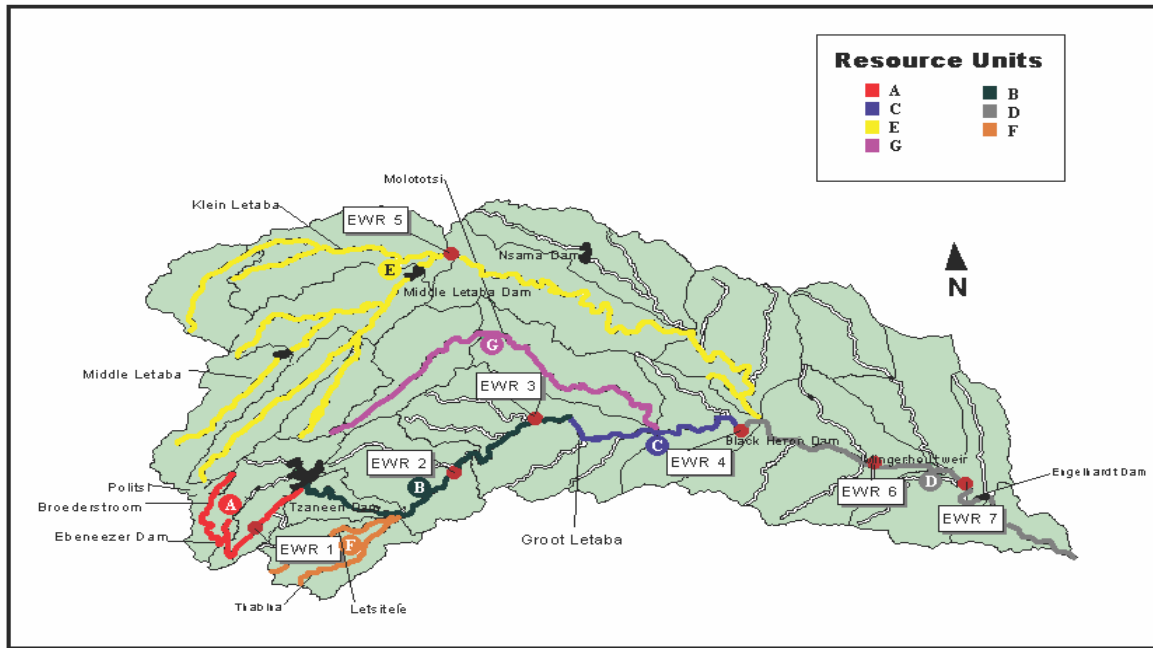 Resource Units
A B
C D
E F
G
Molototsi
Klein Letaba
EWR 5
Nsama Dam
N
E
Middle Letaba Dam
G
Middle Letaba
EWR 3
C
Black Heron Dam
EWR 2
EWR 4
Mingerhoutweir
Engelhardt Dam
Politsi
B
D
EWR 6
Broederstroom
A
Tzaneen Dam
EWR 7
Ebeneezer Dam
Groot Letaba
EWR 1
F
Thabina
Letsitele